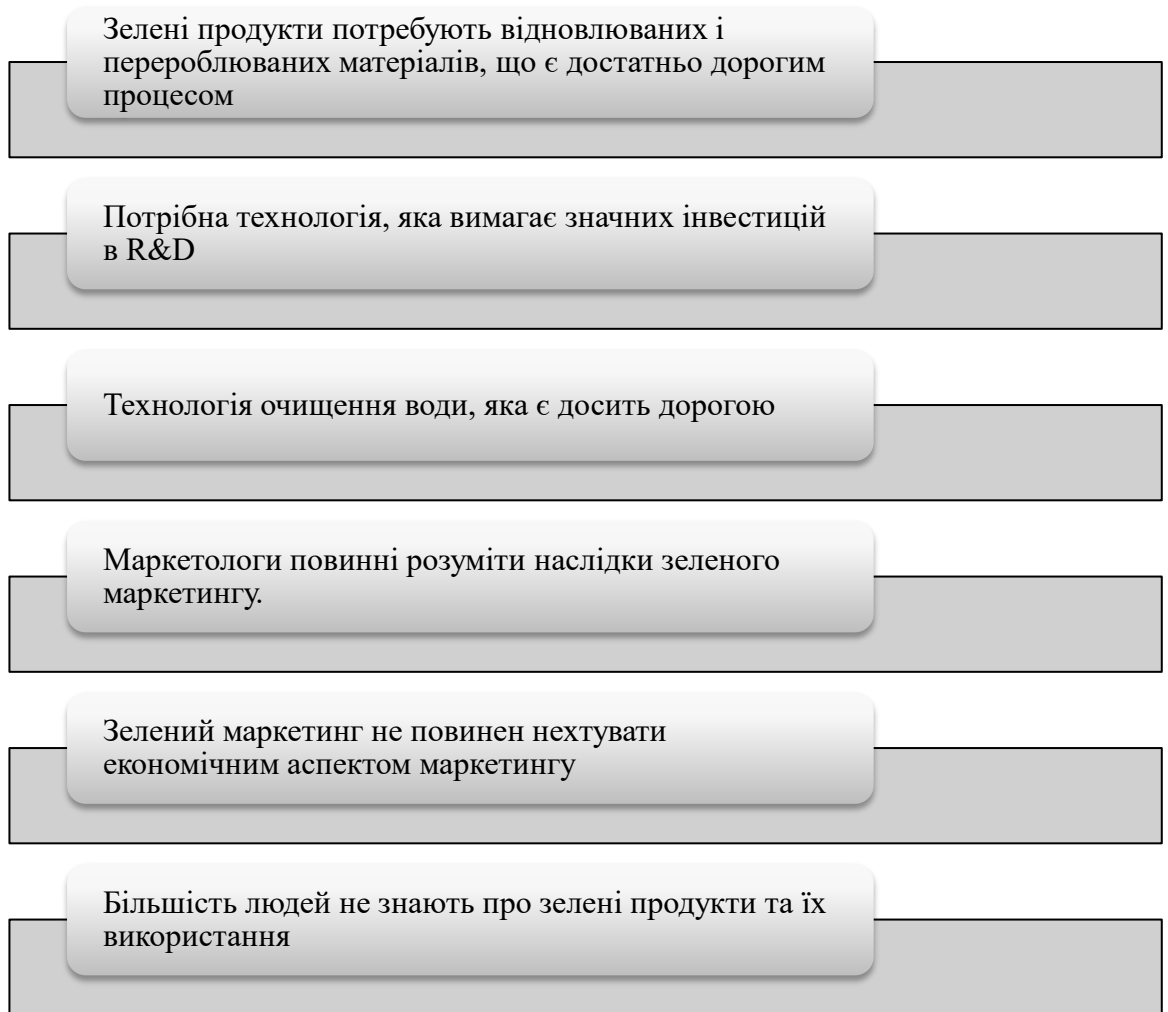 Зелені продукти потребують відновлюваних і
перероблюваних матеріалів, що є достатньо дорогим
процесом
Потрібна технологія, яка вимагає значних інвестицій
в R&D
Технологія очищення води, яка є досить дорогою
Маркетологи повинні розуміти наслідки зеленого
маркетингу.
Зелений маркетинг не повинен нехтувати
економічним аспектом маркетингу
Більшість людей не знають про зелені продукти та їх
використання